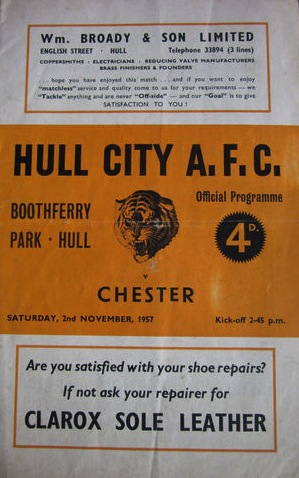 Wm. BROADY & SON LIMITED
ENGLISH STREET · HULL Telephone 33894 (3 lines)
COPPERSMITHS : ELECTRICIANS : REDUCING VALVE MANUFACTURERS
BRASS FINISHERS & FOUNDERS
... hope you have enjoyed this match ... and if you want to enjoy
"matchless" service and quality come to us for your requirements — we
"Tackle" anything and are never "Off-side" — and our "Goal" is to give
SATISFACTION TO YOU !
HULL CITY A.F.C.
BOOTHFERRY
PARK · HULL
Official Programme
4D.
v
CHESTER
SATURDAY, 2nd NOVEMBER, 1957 Kick-off 2-45 p.m.
Are you satisfied with your shoe repairs?
If not ask your repairer for
CLAROX SOLE LEATHER